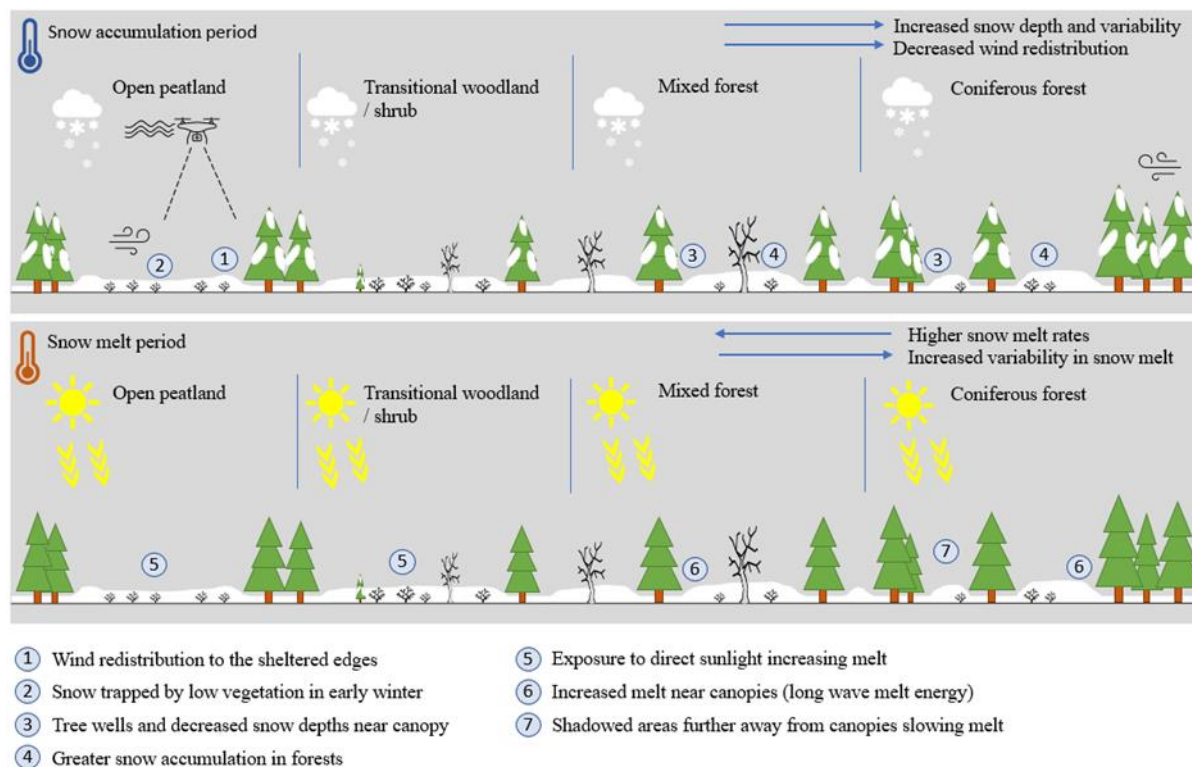 Snow accumulation period
Increased snow depth and variability
Decreased wind redistribution
Open peatland
Transitional woodland
/ shrub
Mixed forest
Coniferous forest
2
1
3
4
3
4
Snow melt period
Higher snow melt rates
Increased variability in snow melt
Open peatland
Transitional woodland
/ shrub
Mixed forest
Coniferous forest
5
5
6
7
6
1 Wind redistribution to the sheltered edges
2 Snow trapped by low vegetation in early winter
3 Tree wells and decreased snow depths near canopy
4 Greater snow accumulation in forests
5 Exposure to direct sunlight increasing melt
6 Increased melt near canopies (long wave melt energy)
7 Shadowed areas further away from canopies slowing melt